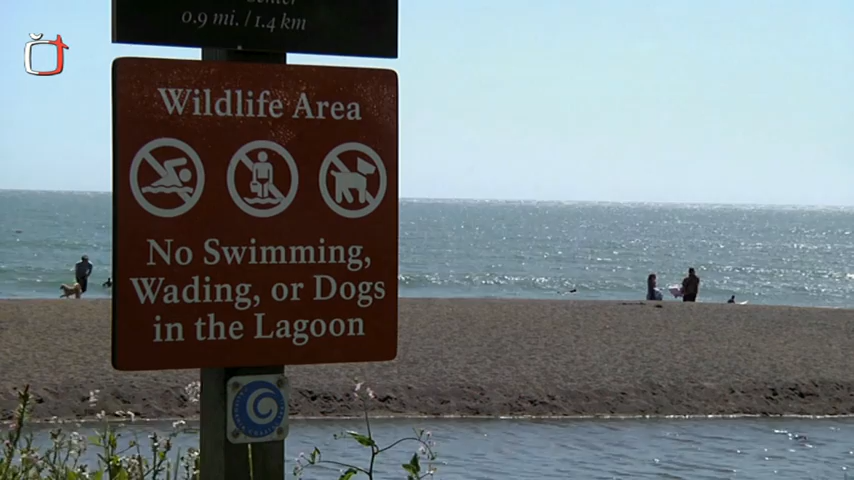 0.9 mi. / 1.4 km
Wildlife Area
No Swimming,
Wading, or Dogs
in the Lagoon